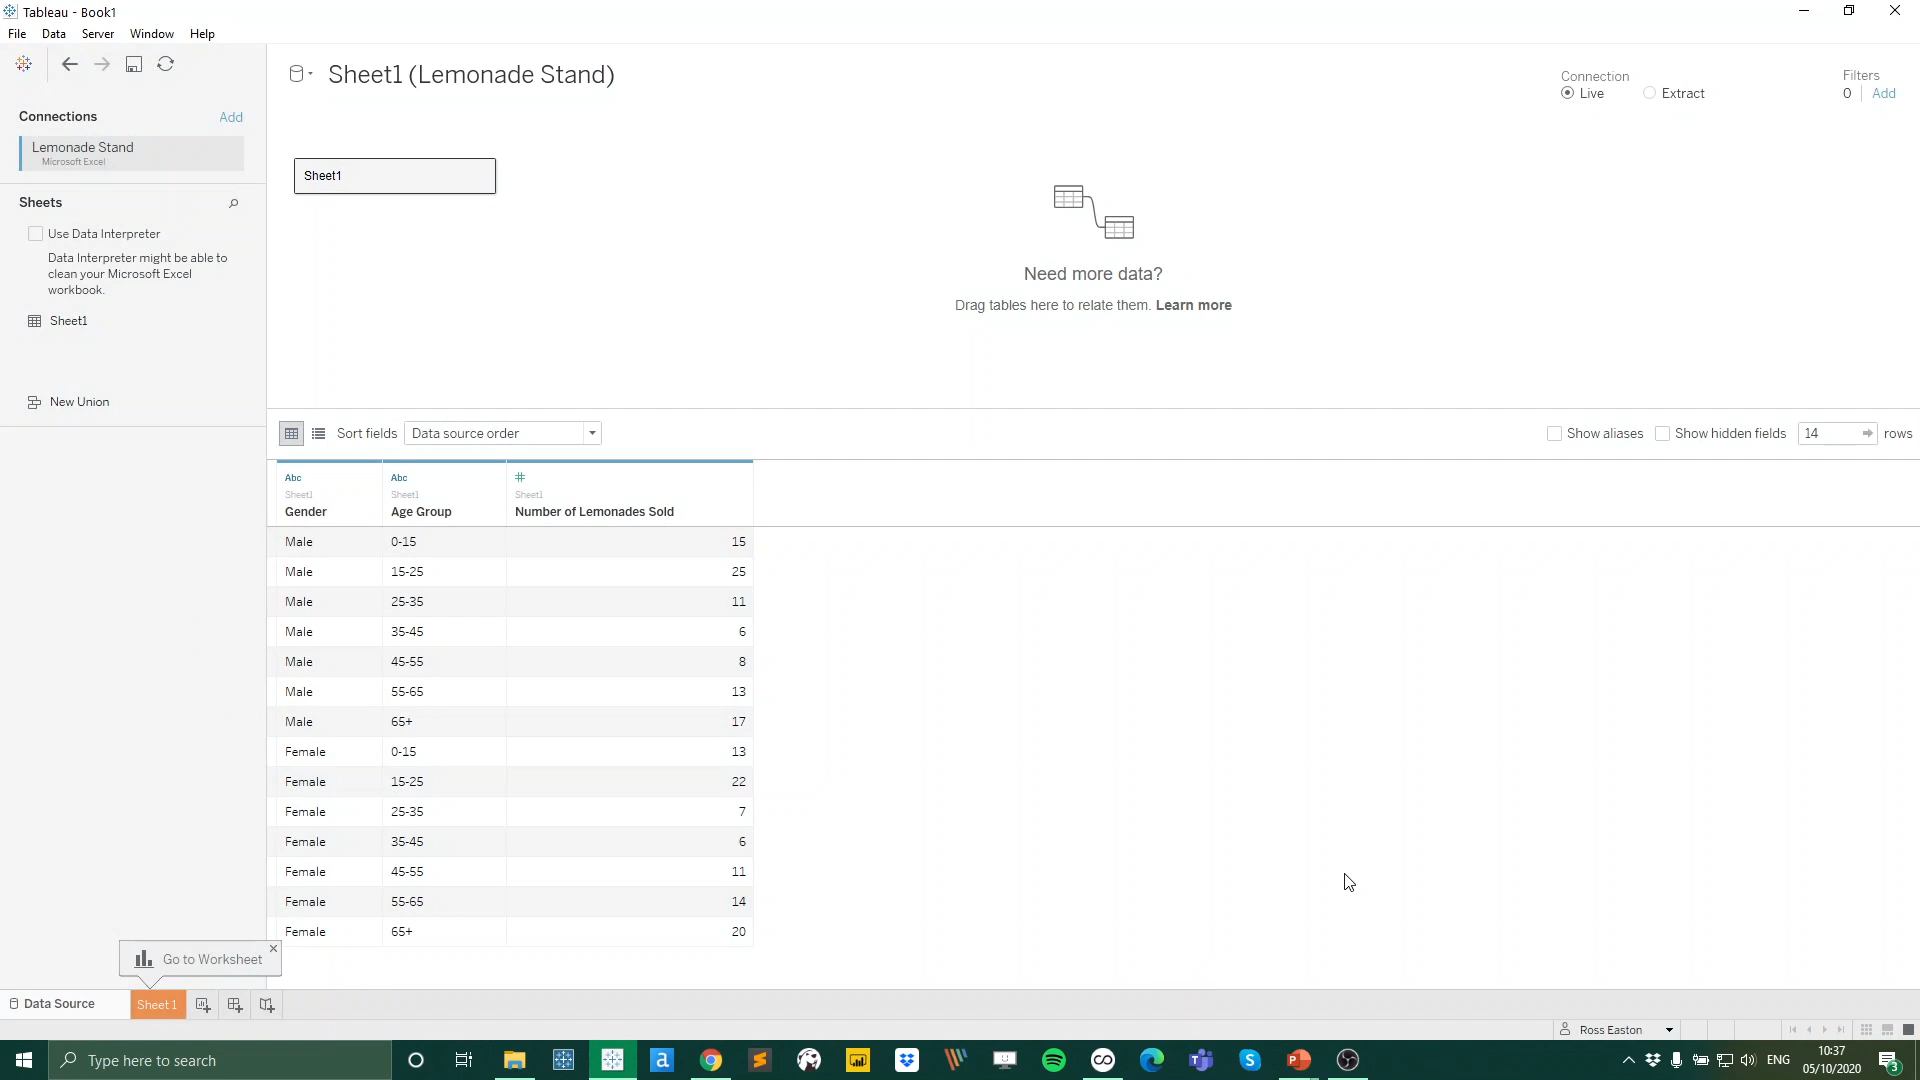 Tableau - Book1
File Data Server Window Help
Sheet1 (Lemonade Stand)
Connection
Live Extract
Filters
0 Add
Connections Add
Lemonade Stand
Microsoft Excel
Sheets
Use Data Interpreter
Data Interpreter might be able to
clean your Microsoft Excel
workbook.
Sheet1
New Union
Sheet1
Need more data?
Drag tables here to relate them. Learn more
Sort fields Data source order Show aliases Show hidden fields 14 rows
Abc Abc #
Sheet1 Sheet1 Sheet1
Gender Age Group Number of Lemonades Sold
Male 0-15 15
Male 15-25 25
Male 25-35 11
Male 35-45 6
Male 45-55 8
Male 55-65 13
Male 65+ 17
Female 0-15 13
Female 15-25 22
Female 25-35 7
Female 35-45 6
Female 45-55 11
Female 55-65 14
Female 65+ 20
Go to Worksheet
Data Source Sheet 1
Ross Easton
Type here to search
a
S
P
ENG
10:37
05/10/2020
3